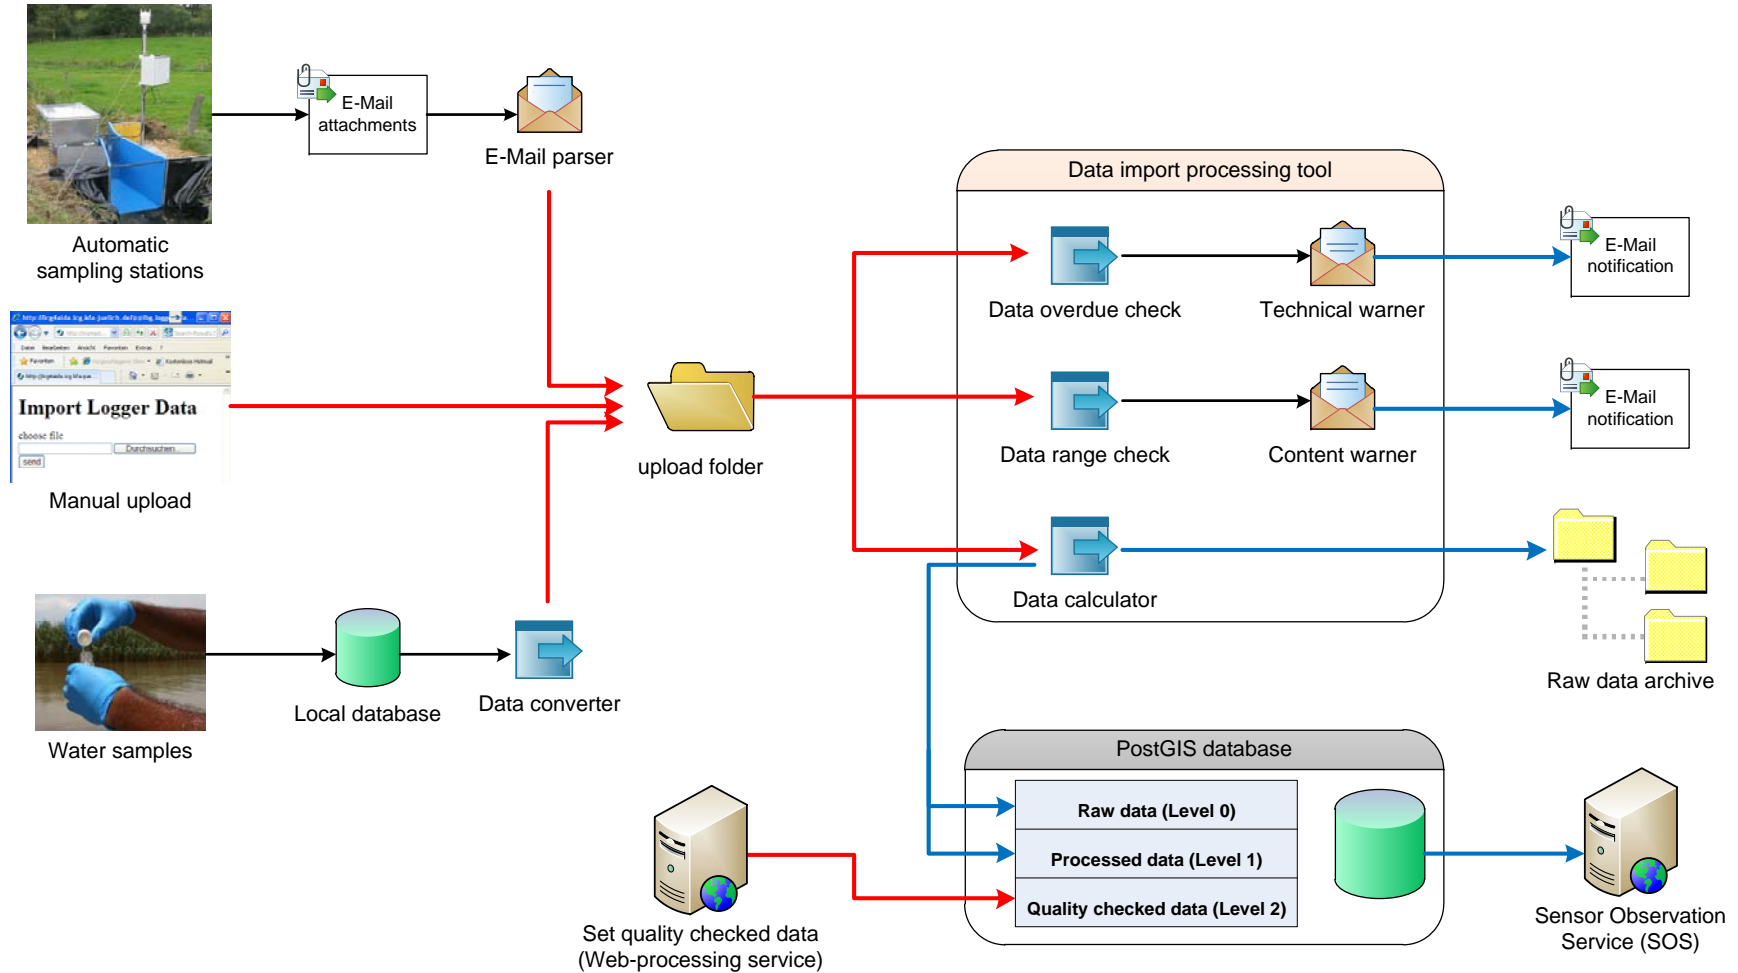 E-Mail
attachments
E-Mail parser
Automatic
sampling stations
Import Logger Data
choose file
Durchsuchen...
send
Manual upload
Water samples
Local database
Data converter
upload folder
Data import processing tool
Data overdue check
Technical warner
E-Mail
notification
Data range check
Content warner
E-Mail
notification
Data calculator
Raw data archive
PostGIS database
Raw data (Level 0)
Processed data (Level 1)
Quality checked data (Level 2)
Set quality checked data
(Web-processing service)
Sensor Observation
Service (SOS)